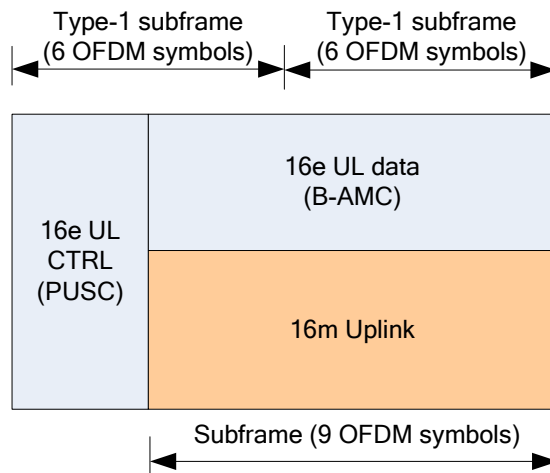 Type-1 subframe
(6 OFDM symbols)
Type-1 subframe
(6 OFDM symbols)
16e UL
CTRL
(PUSC)
16e UL data
(B-AMC)
16m Uplink
Subframe (9 OFDM symbols)